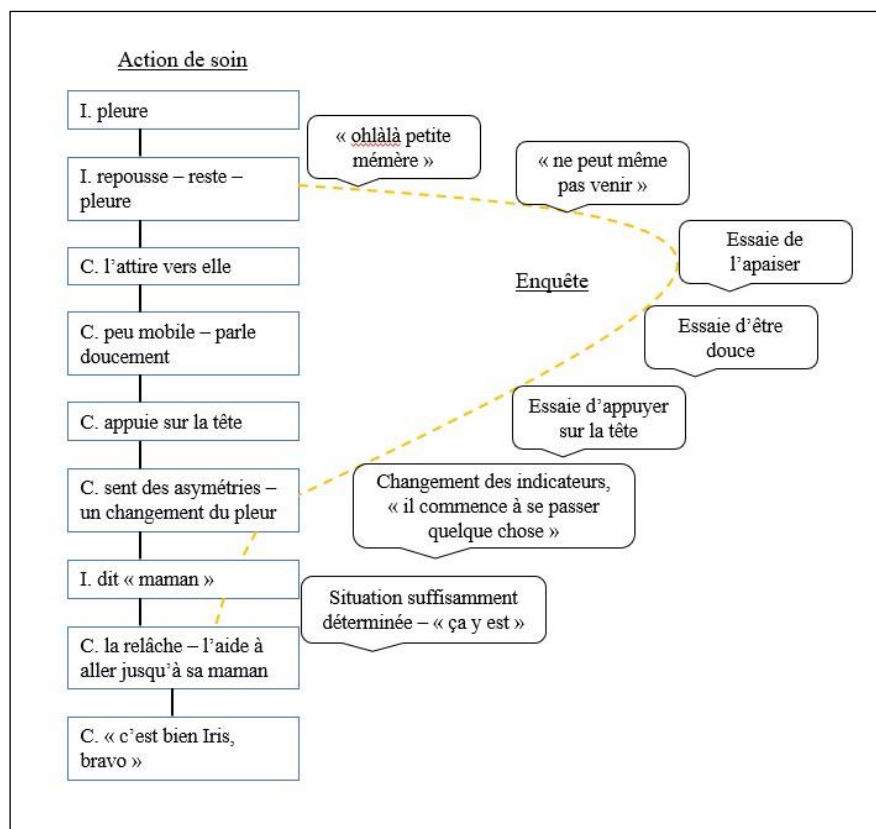 Action de soin
I. pleure
I. repousse – reste –
pleure
C. l’attire vers elle
C. peu mobile – parle
doucement
C. appuie sur la tête
C. sent des asymétries –
un changement du pleur
I. dit « maman »
C. la relâche – l’aide à
aller jusqu’à sa maman
C. « c’est bien Iris,
bravo »
« ohlàlà petite
mémère »
« ne peut même
pas venir »
Enquête
Essaie de
l’apaiser
Essaie d’être
douce
Essaie d’appuyer
sur la tête
Changement des indicateurs,
« il commence à se passer
quelque chose »
Situation suffisamment
déterminée – « ça y est »